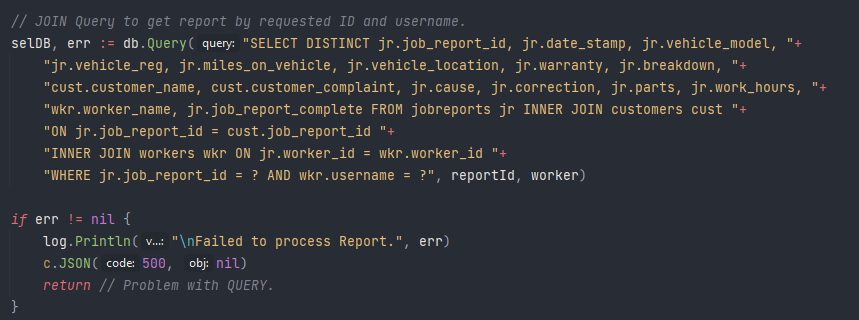 // JOIN Query to get report by requested ID and username.
selDB, err := db.Query( query: "SELECT DISTINCT jr.job_report_id, jr.date_stamp, jr.vehicle_model, "+
"jr.vehicle_reg, jr.miles_on_vehicle, jr.vehicle_location, jr.warranty, jr.breakdown, "+
"cust.customer_name, cust.customer_complaint, jr.cause, jr.correction, jr.parts, jr.work_hours, "+
"wkr.worker_name, jr.job_report_complete FROM jobreports jr INNER JOIN customers cust "+
"ON jr.job_report_id = cust.job_report_id "+
"INNER JOIN workers wkr ON jr.worker_id = wkr.worker_id "+
"WHERE jr.job_report_id = ? AND wkr.username = ?", reportId, worker)
if err != nil {
log.Println( v...: "\nFailed to process Report.", err)
c.JSON( code: 500, obj: nil)
return // Problem with QUERY.
}